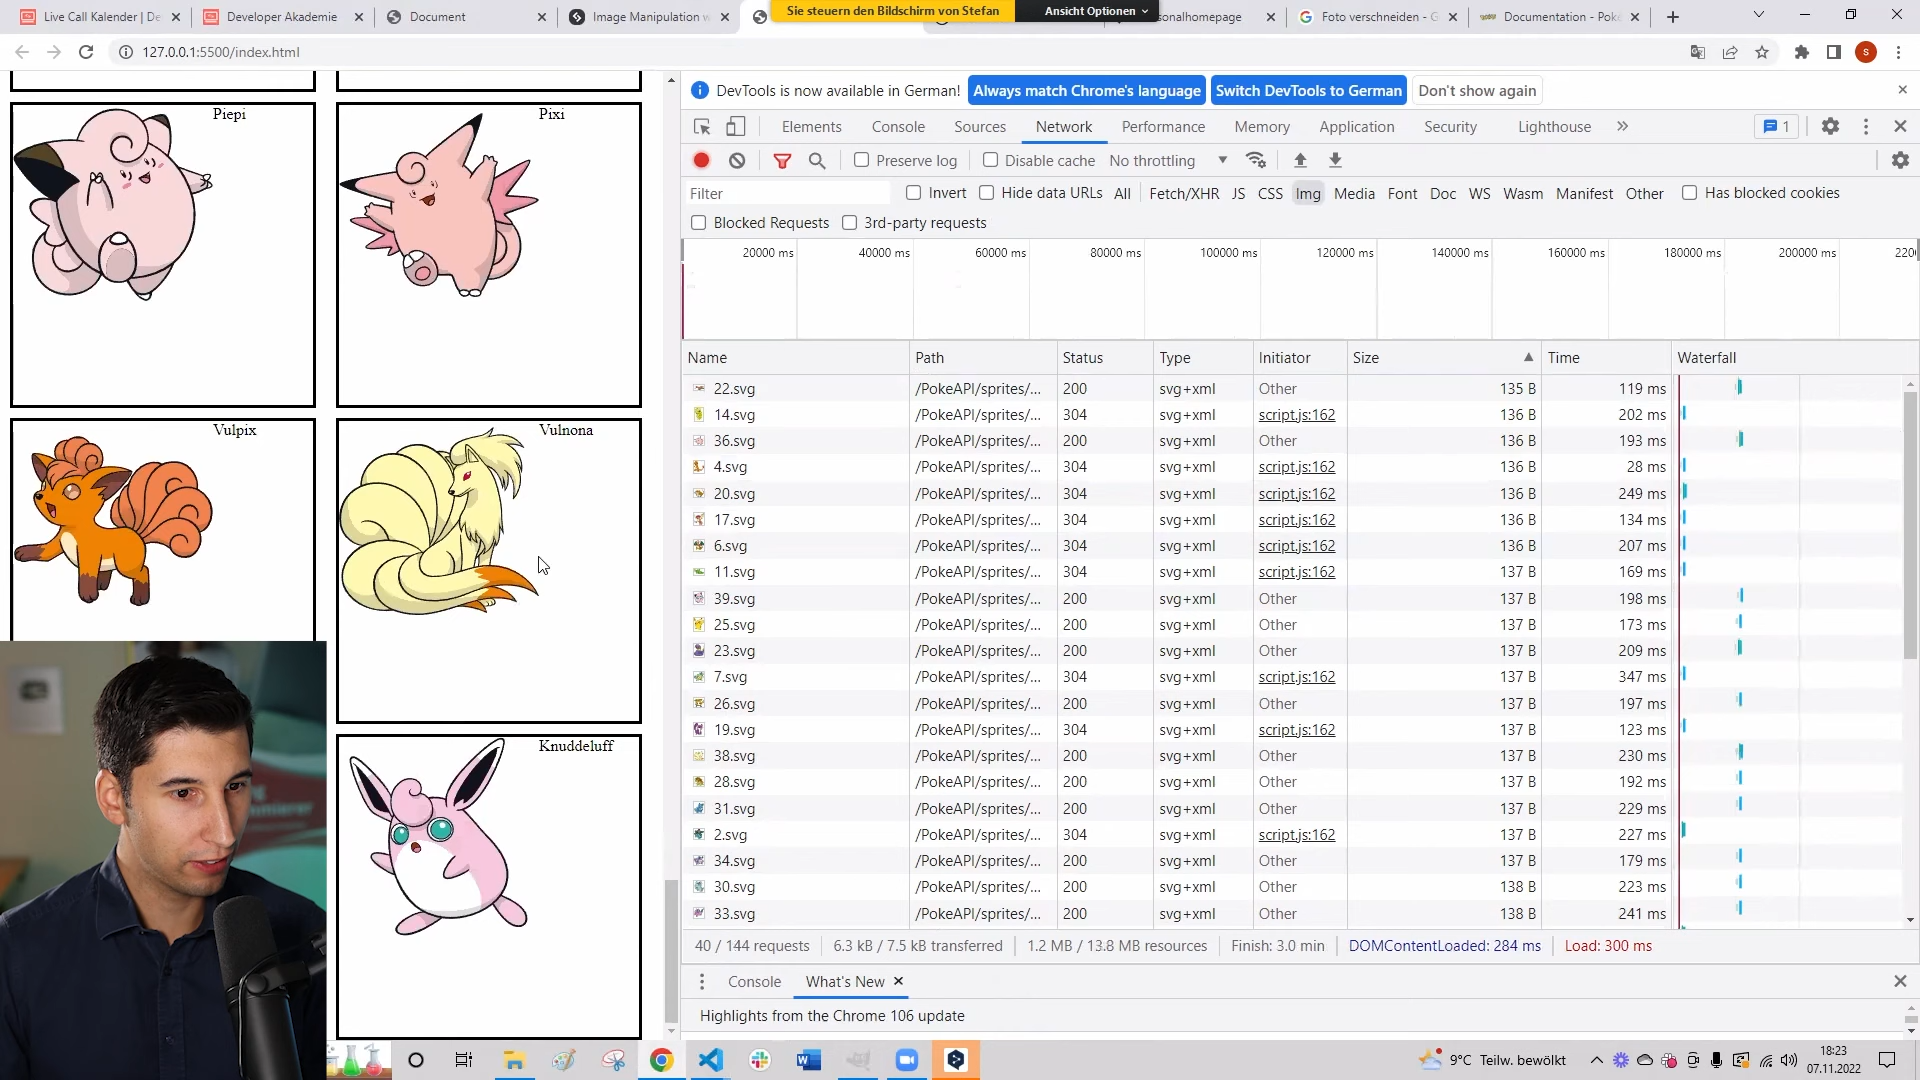 Live Call Kalender | De
Developer Akademie
Document
Image Manipulation w
Sie steuern den Bildschirm von Stefan
Ansicht Optionen
sonalhomepage
Foto verschneiden - G
Documentation - Poké
127.0.0.1:5500/index.html
S
DevTools is now available in German!
Always match Chrome's language
Switch DevTools to German
Don't show again
Elements
Console
Sources
Network
Performance
Memory
Application
Security
Lighthouse
1
Preserve log
Disable cache
No throttling
Filter
Invert
Hide data URLs
All
Fetch/XHR
JS
CSS
Img
Media
Font
Doc
WS
Wasm
Manifest
Other
Has blocked cookies
Blocked Requests
3rd-party requests
20000 ms
40000 ms
60000 ms
80000 ms
100000 ms
120000 ms
140000 ms
160000 ms
180000 ms
200000 ms
220
Name Path Status Type Initiator Size Time Waterfall
22.svg /PokeAPI/sprites/... 200 svg+xml Other 135 B 119 ms
14.svg /PokeAPI/sprites/... 304 svg+xml script.js:162 136 B 202 ms
36.svg /PokeAPI/sprites/... 200 svg+xml Other 136 B 193 ms
4.svg /PokeAPI/sprites/... 304 svg+xml script.js:162 136 B 28 ms
20.svg /PokeAPI/sprites/... 304 svg+xml script.js:162 136 B 249 ms
17.svg /PokeAPI/sprites/... 304 svg+xml script.js:162 136 B 134 ms
6.svg /PokeAPI/sprites/... 304 svg+xml script.js:162 136 B 207 ms
11.svg /PokeAPI/sprites/... 304 svg+xml script.js:162 137 B 169 ms
39.svg /PokeAPI/sprites/... 200 svg+xml Other 137 B 198 ms
25.svg /PokeAPI/sprites/... 200 svg+xml Other 137 B 173 ms
23.svg /PokeAPI/sprites/... 200 svg+xml Other 137 B 209 ms
7.svg /PokeAPI/sprites/... 304 svg+xml script.js:162 137 B 347 ms
26.svg /PokeAPI/sprites/... 200 svg+xml Other 137 B 197 ms
19.svg /PokeAPI/sprites/... 304 svg+xml script.js:162 137 B 123 ms
38.svg /PokeAPI/sprites/... 200 svg+xml Other 137 B 230 ms
28.svg /PokeAPI/sprites/... 200 svg+xml Other 137 B 192 ms
31.svg /PokeAPI/sprites/... 200 svg+xml Other 137 B 229 ms
2.svg /PokeAPI/sprites/... 304 svg+xml script.js:162 137 B 227 ms
34.svg /PokeAPI/sprites/... 200 svg+xml Other 137 B 179 ms
30.svg /PokeAPI/sprites/... 200 svg+xml Other 138 B 223 ms
33.svg /PokeAPI/sprites/... 200 svg+xml Other 138 B 241 ms
40 / 144 requests
6.3 kB / 7.5 kB transferred
1.2 MB / 13.8 MB resources
Finish: 3.0 min
DOMContentLoaded: 284 ms
Load: 300 ms
Console
What's New
Highlights from the Chrome 106 update
Piepi
Pixi
Vulpix
Vulnona
Knuddeluff
9°C Teilw. bewölkt
18:23
07.11.2022